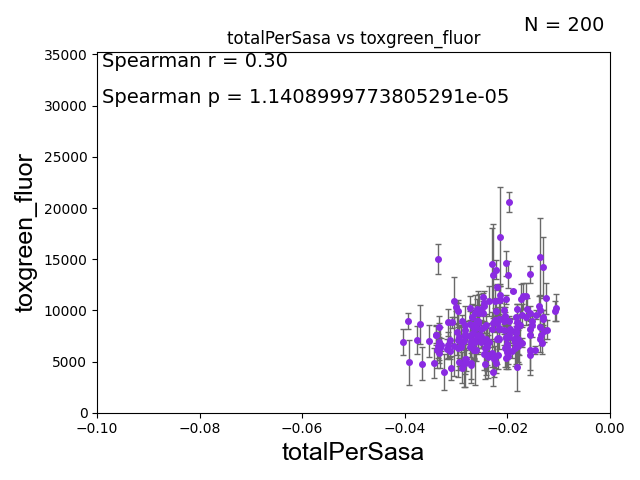 N = 200
totalPerSasa vs toxgreen_fluor
Spearman r = 0.30
Spearman p = 1.1408999773805291e-05
toxgreen_fluor
35000
30000
25000
20000
15000
10000
5000
0
−0.10
−0.08
−0.06
−0.04
−0.02
0.00
totalPerSasa